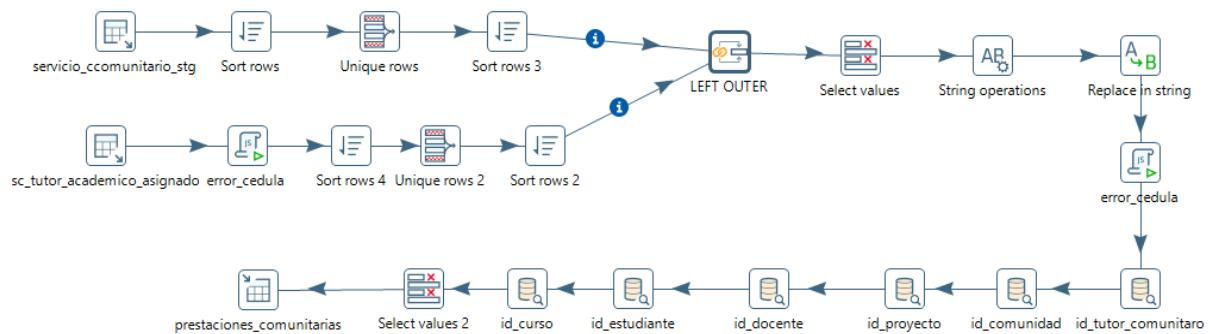 servicio_ccomunitario_stg
Sort rows
Unique rows
Sort rows 3
LEFT OUTER
Select values
String operations
Replace in string
sc_tutor_academico_asignado
error_cedula
Sort rows 4
Unique rows 2
Sort rows 2
error_cedula
prestaciones_comunitarias
Select values 2
id_curso
id_estudiante
id_docente
id_proyecto
id_comunidad
id_tutor_comunitaro